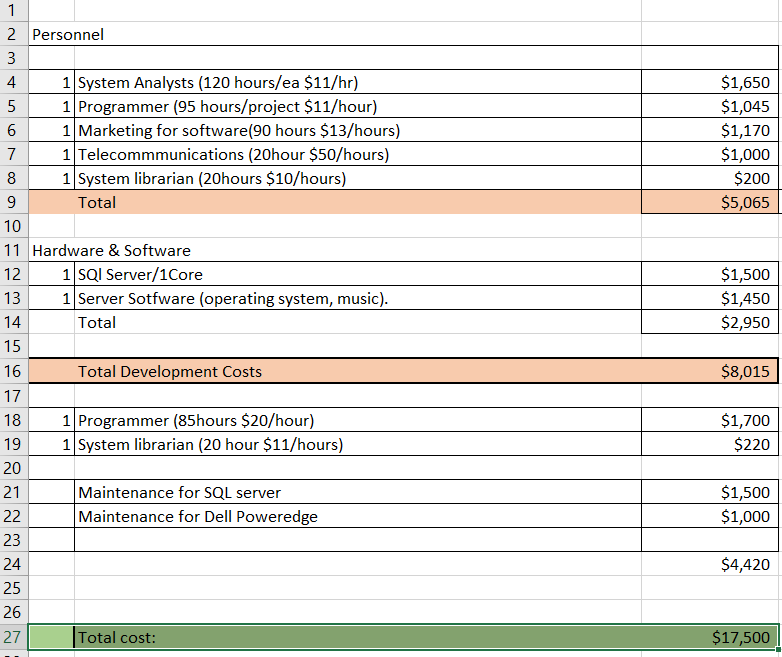 1
2 Personnel
3
4 1 System Analysts (120 hours/ea $11/hr) $1,650
5 1 Programmer (95 hours/project $11/hour) $1,045
6 1 Marketing for software(90 hours $13/hours) $1,170
7 1 Telecommmunications (20hour $50/hours) $1,000
8 1 System librarian (20hours $10/hours) $200
9 Total $5,065
10
11 Hardware & Software
12 1 SQl Server/1Core $1,500
13 1 Server Sotfware (operating system, music). $1,450
14 Total $2,950
15
16 Total Development Costs $8,015
17
18 1 Programmer (85hours $20/hour) $1,700
19 1 System librarian (20 hour $11/hours) $220
20
21 Maintenance for SQL server $1,500
22 Maintenance for Dell Poweredge $1,000
23
24 $4,420
25
26
27 Total cost: $17,500